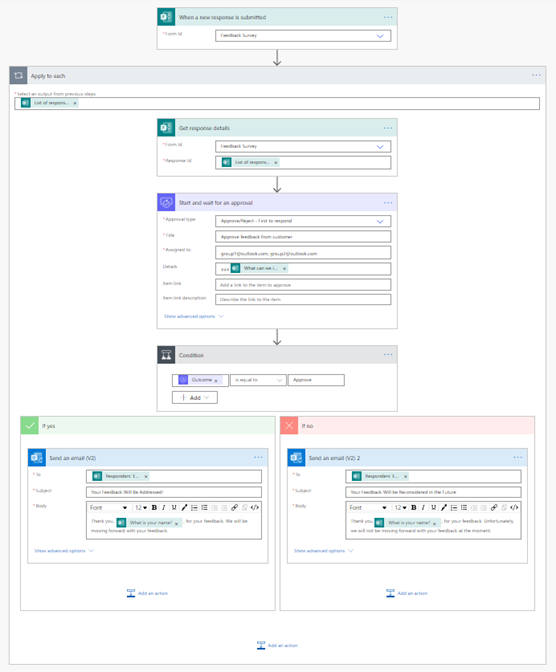 When a new response is submitted
* Form Id
Feedback Survey
Apply to each
* Select an output from previous steps
List of respons... x
Get response details
* Form Id
Feedback Survey
* Response Id
List of respons... x
Start and wait for an approval
* Approval type
Approve/Reject - First to respond
* Title
Approve feedback from customer
* Assigned to
group1@outlook.com; group2@outlook.com
Details
What can we i... x
Item link
Add a link to the item to approve
Item link description
Describe the link to the item
Show advanced options
Condition
Outcome x
is equal to
Approve
+ Add
If yes
Send an email (V2)
* To
Responders' E... x
* Subject
Your Feedback Will Be Addressed!
* Body
Font
12
B I U
Thank you, What is your name? x , for your feedback. We will be
moving forward with your feedback.
Show advanced options
Add an action
If no
Send an email (V2) 2
* To
Responders' E... x
* Subject
Your Feedback Will be Reconsidered in the Future
* Body
Font
12
B I U
Thank you, What is your name? x , for your feedback. Unfortunately,
we will not be moving forward with your feedback at the moment.
Show advanced options
Add an action
Add an action